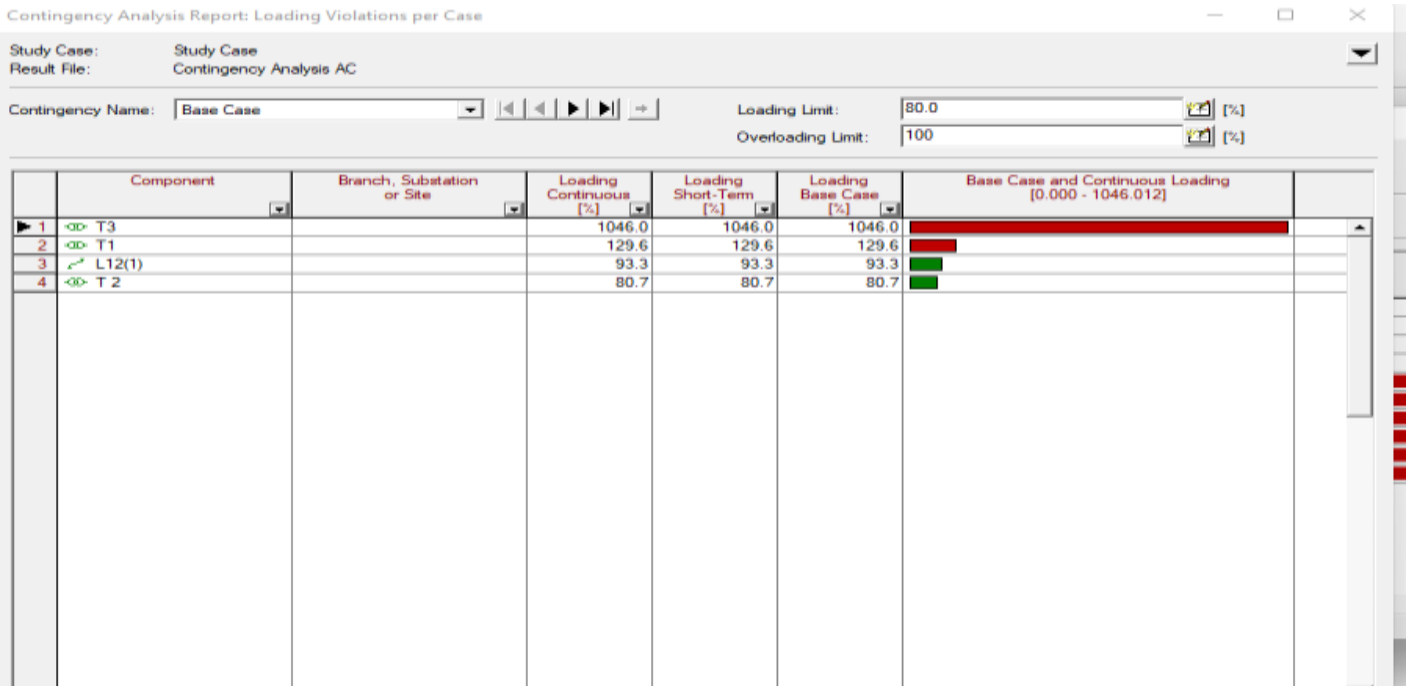 Contingency Analysis Report: Loading Violations per Case
Study Case: Study Case
Result File: Contingency Analysis AC
Contingency Name: Base Case
Loading Limit: 80.0 [%]
Overloading Limit: 100 [%]
Component Branch, Substation or Site Loading Continuous [%] Loading Short-Term [%] Loading Base Case [%] Base Case and Continuous Loading [0.000 - 1046.012]
1 T3 1046.0 1046.0 1046.0
2 T1 129.6 129.6 129.6
3 L12(1) 93.3 93.3 93.3
4 T 2 80.7 80.7 80.7